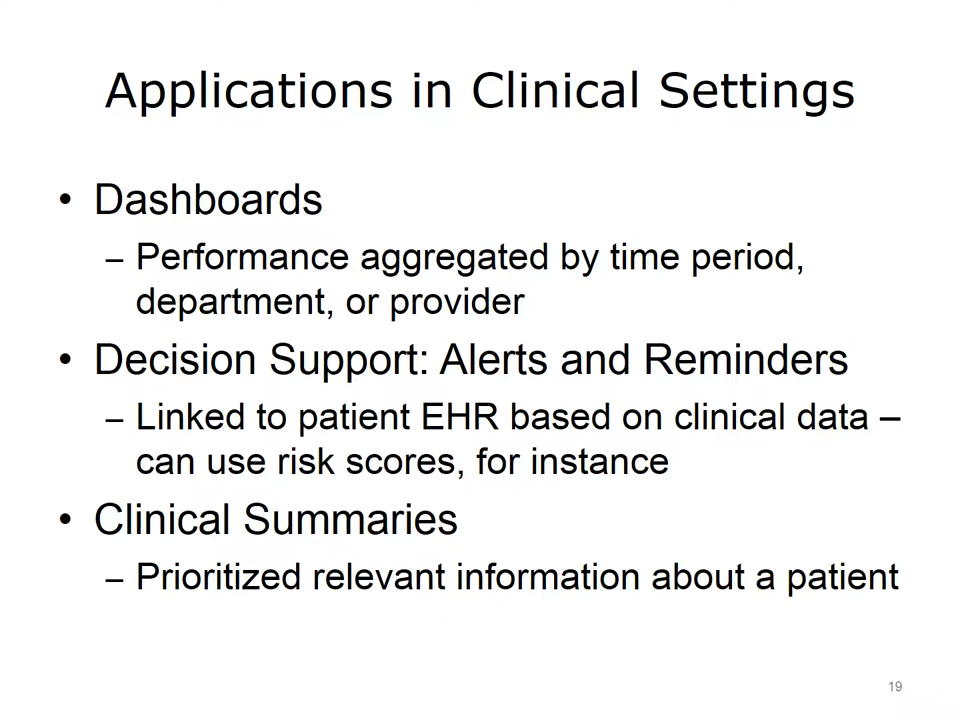 Applications in Clinical Settings
• Dashboards
– Performance aggregated by time period,
department, or provider
• Decision Support: Alerts and Reminders
– Linked to patient EHR based on clinical data –
can use risk scores, for instance
• Clinical Summaries
– Prioritized relevant information about a patient
19